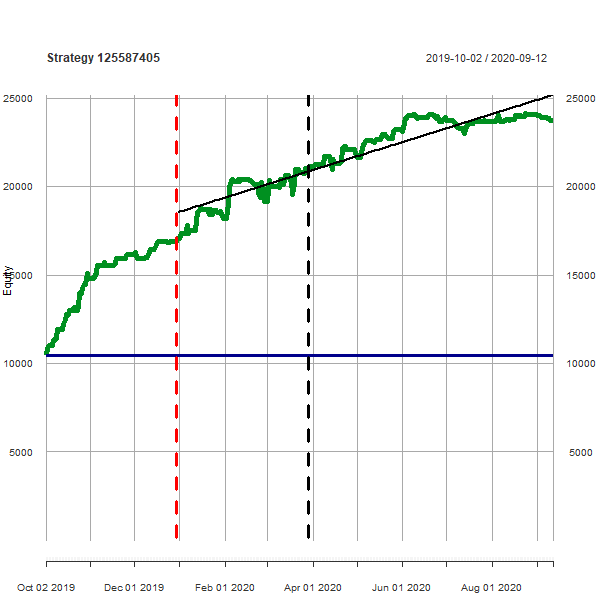 Strategy 125587405
2019-10-02 / 2020-09-12
25000
25000
20000
20000
15000
15000
Equity
10000
10000
5000
5000
Oct 02 2019
Dec 01 2019
Feb 01 2020
Apr 01 2020
Jun 01 2020
Aug 01 2020